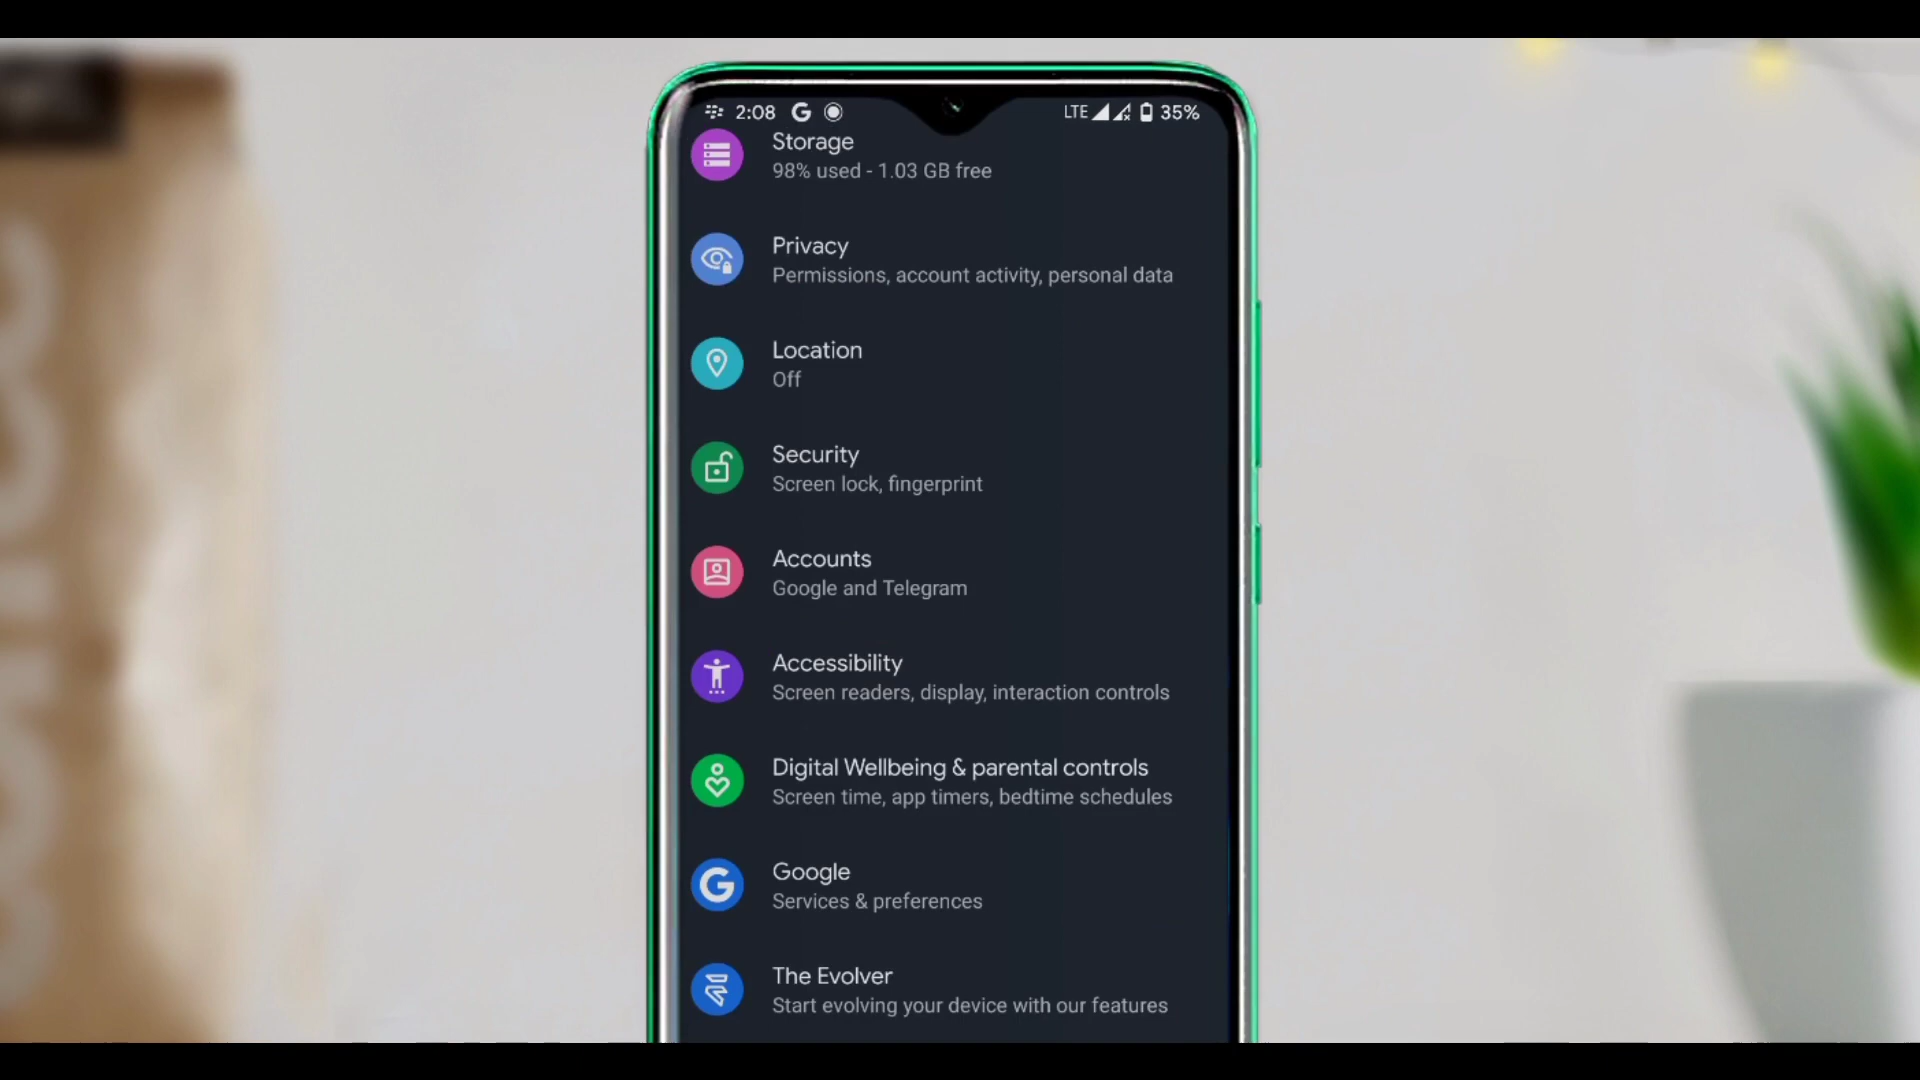 2:08 LTE 35%
Storage
98% used - 1.03 GB free
Privacy
Permissions, account activity, personal data
Location
Off
Security
Screen lock, fingerprint
Accounts
Google and Telegram
Accessibility
Screen readers, display, interaction controls
Digital Wellbeing & parental controls
Screen time, app timers, bedtime schedules
Google
Services & preferences
The Evolver
Start evolving your device with our features